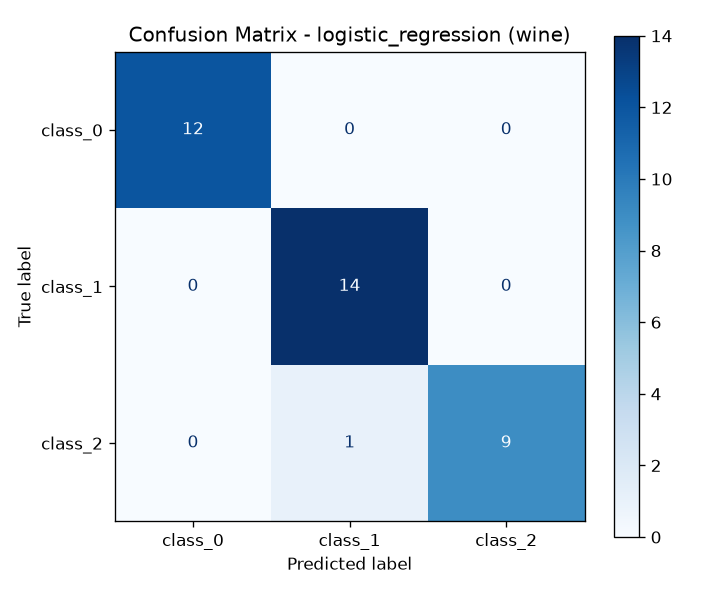 Confusion Matrix - logistic_regression (wine)
True label
class_0
12
0
0
class_1
0
14
0
class_2
0
1
9
class_0
class_1
class_2
Predicted label
14
12
10
8
6
4
2
0